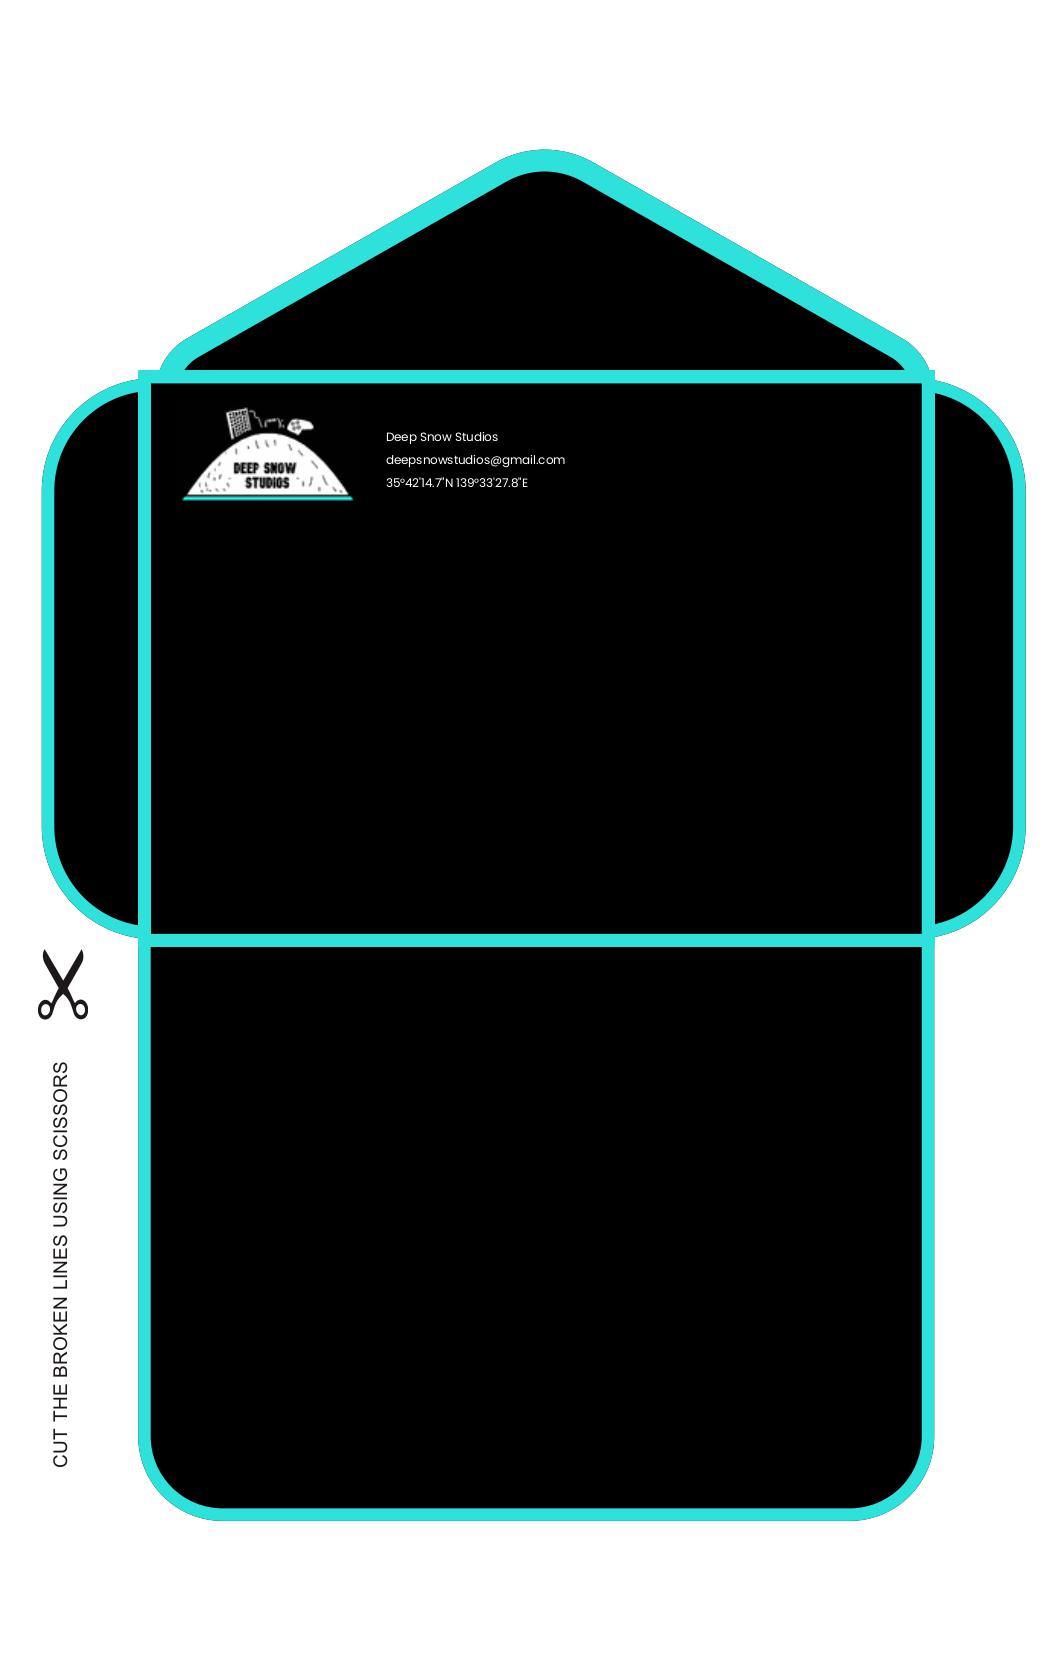 DEEP SNOW
STUDIOS
Deep Snow Studios
deepsnowstudios@gmail.com
35°42'14.7"N 139°33'27.8"E
CUT THE BROKEN LINES USING SCISSORS